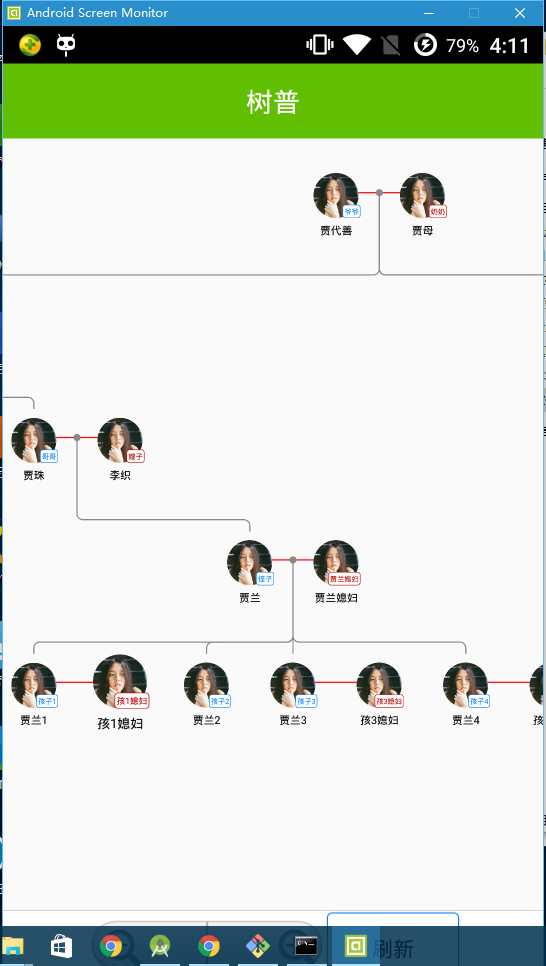 Android Screen Monitor
79% 4:11
树普
爷爷 奶奶
贾代善 贾母
哥哥 嫂子
贾珠 李织
侄子 贾兰媳妇
贾兰 贾兰媳妇
孩子1 孩1媳妇 孩子2 孩子3 孩3媳妇 孩子4
贾兰1 孩1媳妇 贾兰2 贾兰3 孩3媳妇 贾兰4 孩
刷新